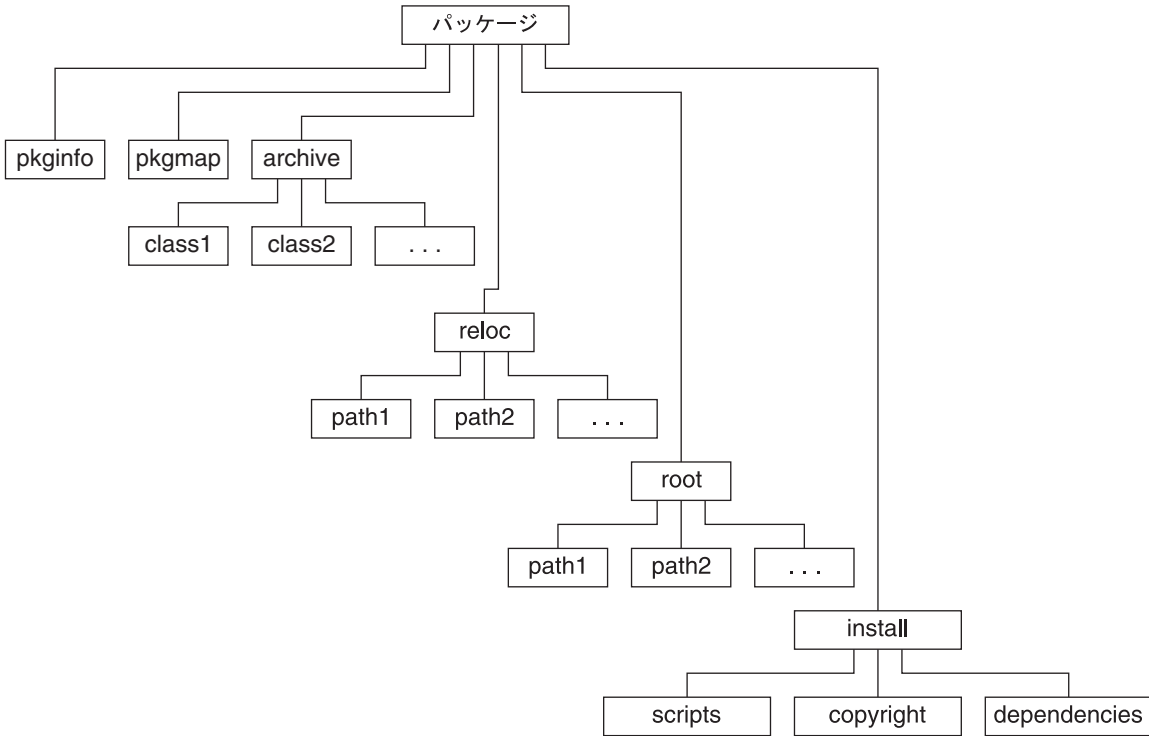 パッケージ
pkginfo
pkgmap
archive
class1
class2
...
reloc
path1
path2
...
root
path1
path2
...
install
scripts
copyright
dependencies